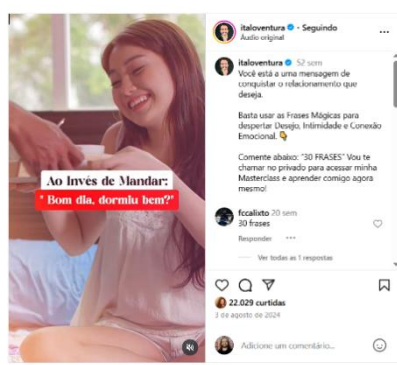 Ao Invés de Mandar:
" Bom dia, dormiu bem?"
italoventura • Seguindo
Áudio original
italoventura 52 sem
Você está a uma mensagem de
conquistar o relacionamento que
deseja.
Basta usar as Frases Mágicas para
despertar Desejo, Intimidade e Conexão
Emocional. 👇
Comente abaixo: "30 FRASES" Vou te
chamar no privado para acessar minha
Masterclass e aprender comigo agora
mesmo!
fccalixto 20 sem
30 frases
Responder
Ver todas as 1 respostas
22.029 curtidas
3 de agosto de 2024
Adicione um comentário...